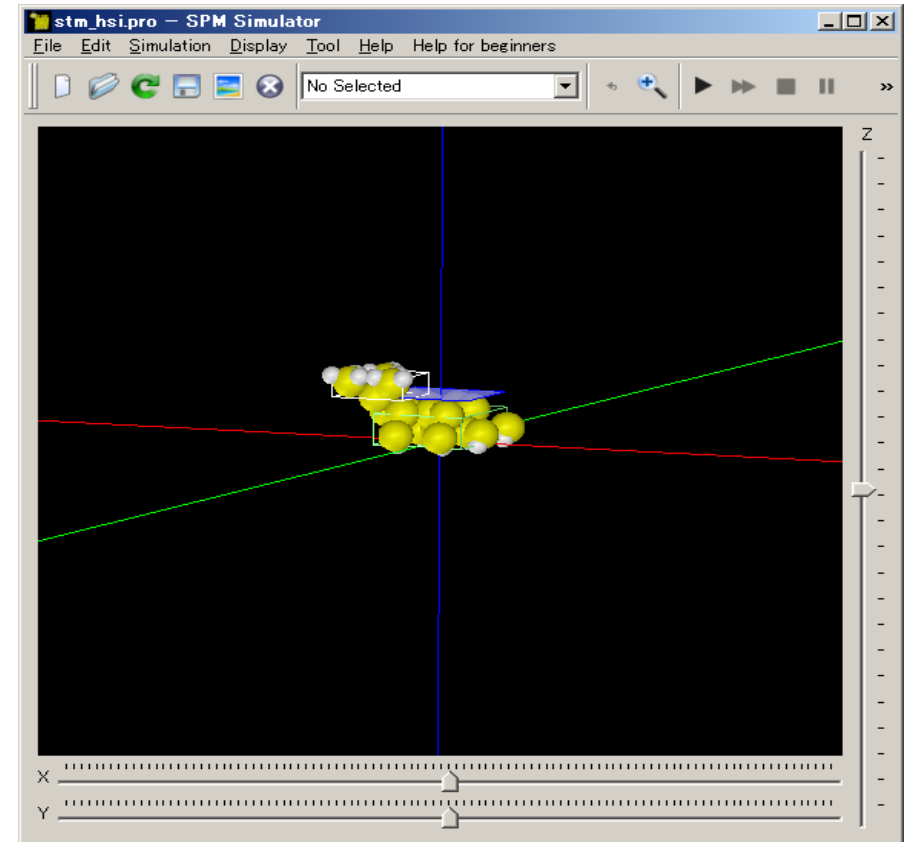 stm_hsi.pro — SPM Simulator
File Edit Simulation Display Tool Help Help for beginners
No Selected
»
Z
X
Y